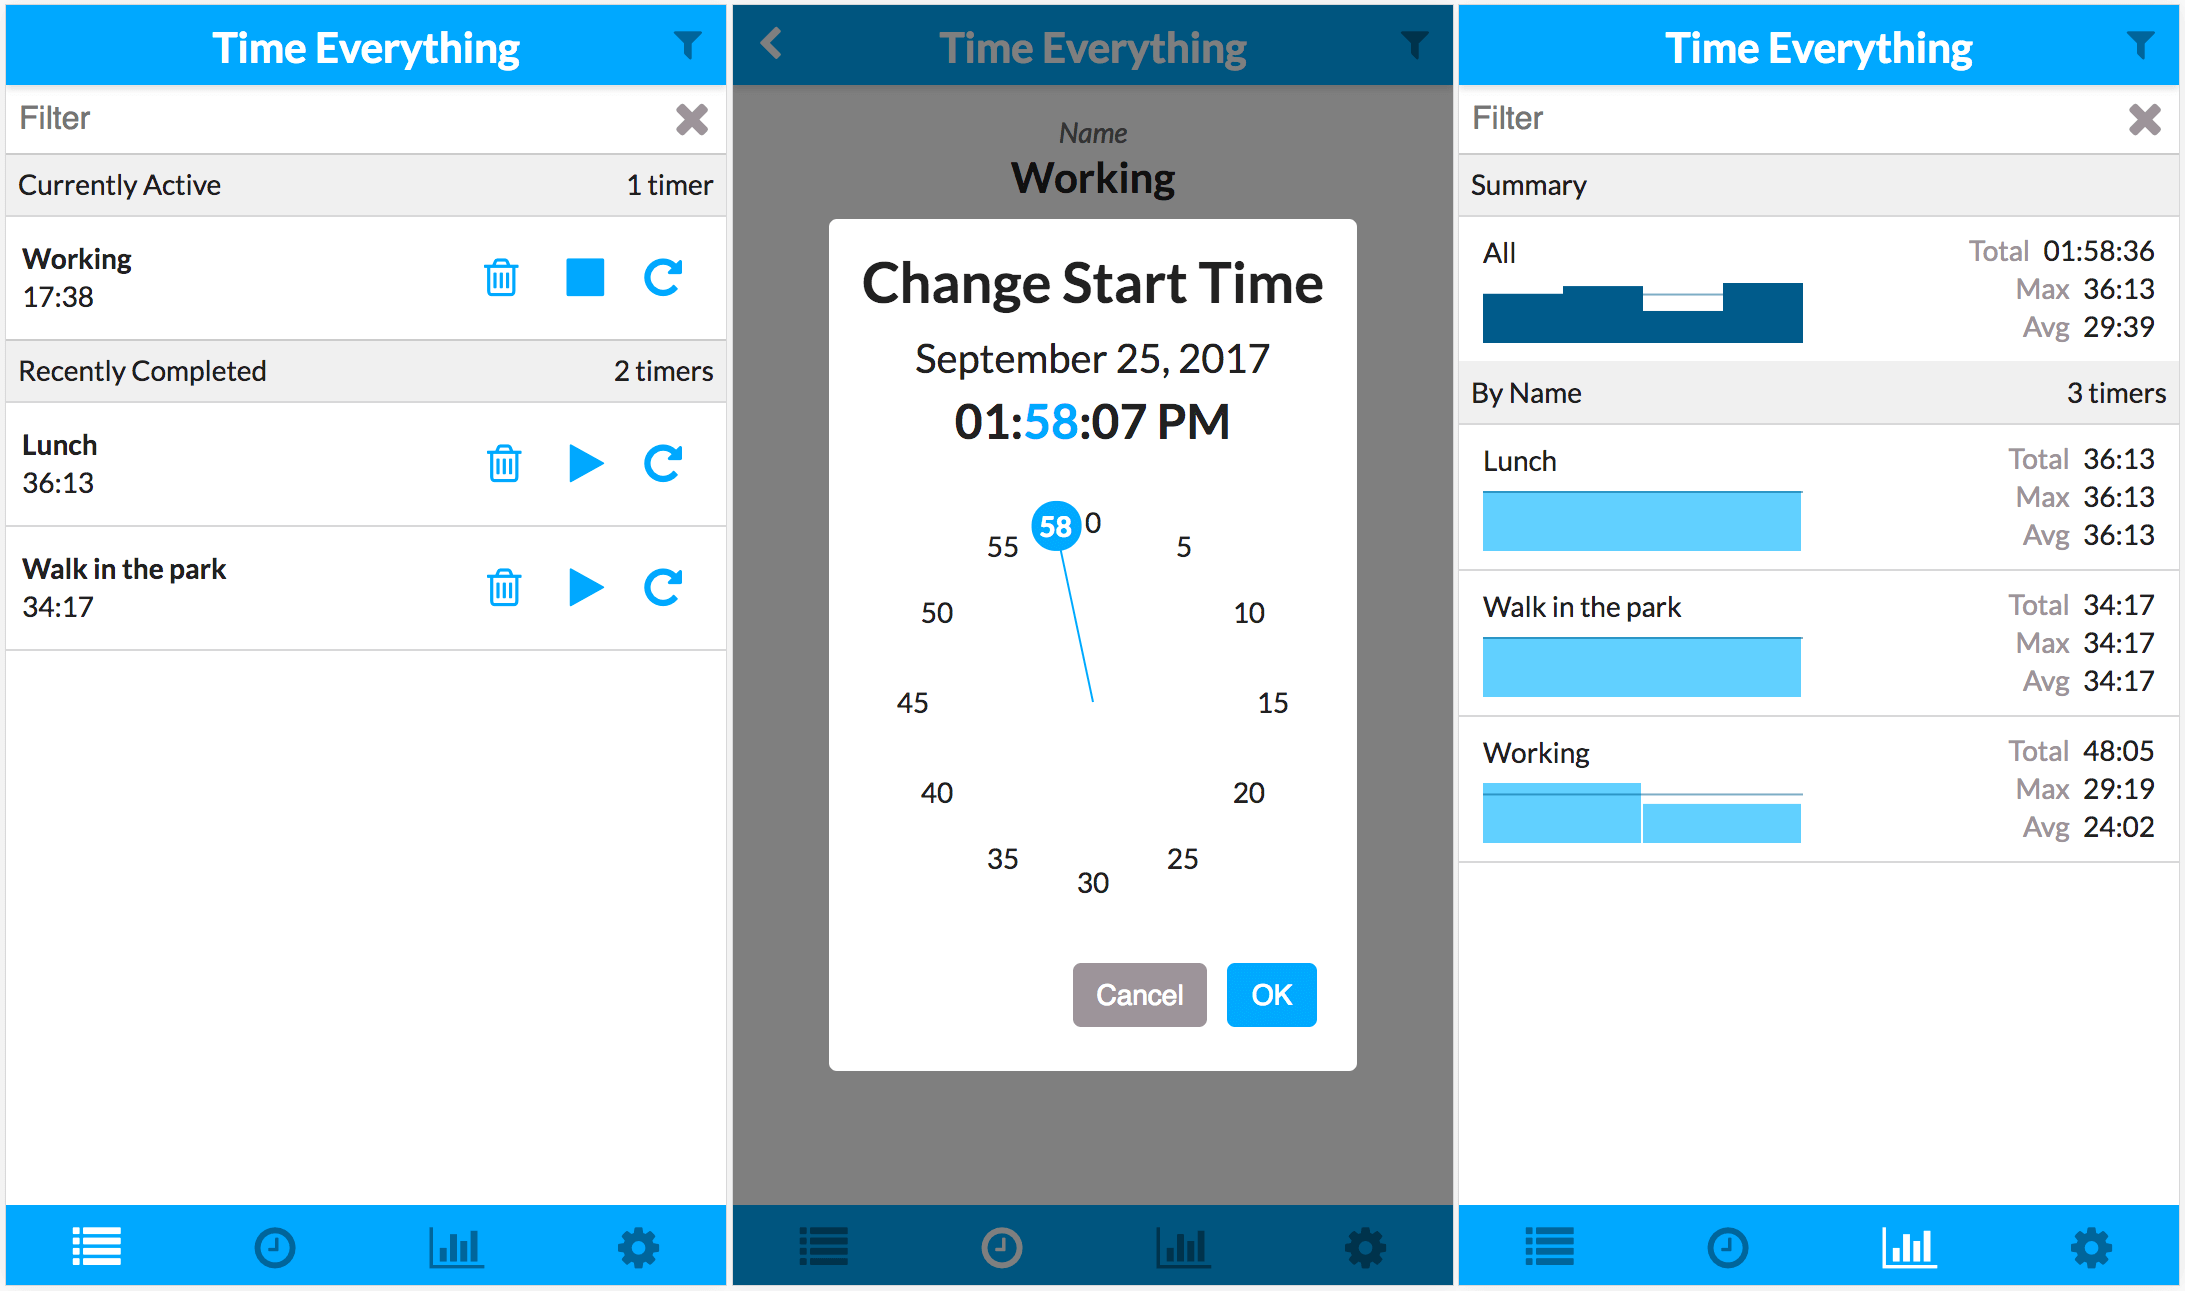 Time Everything
Filter
Currently Active 1 timer
Working
17:38
Recently Completed 2 timers
Lunch
36:13
Walk in the park
34:17
Time Everything
Name
Working
Change Start Time
September 25, 2017
01:58:07 PM
58 0
55 5
50 10
45 15
40 20
35 25
30
Cancel OK
Time Everything
Filter
Summary
All Total 01:58:36
Max 36:13
Avg 29:39
By Name 3 timers
Lunch Total 36:13
Max 36:13
Avg 36:13
Walk in the park Total 34:17
Max 34:17
Avg 34:17
Working Total 48:05
Max 29:19
Avg 24:02